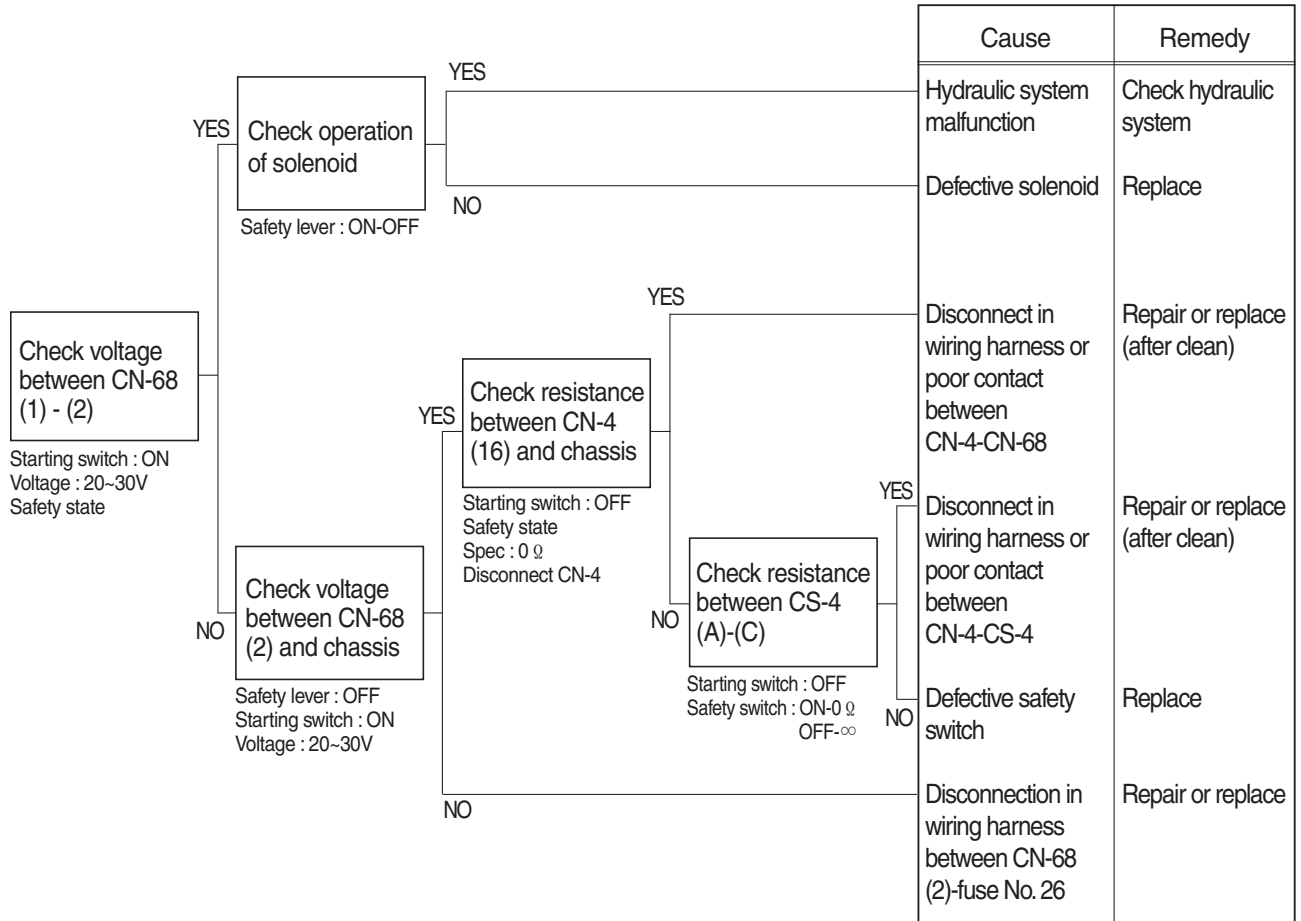 Cause
Remedy
YES
Hydraulic system
malfunction
Check hydraulic
system
YES
Check operation
of solenoid
NO
Defective solenoid
Replace
Safety lever : ON-OFF
YES
Disconnect in
wiring harness or
poor contact
between
CN-4-CN-68
Repair or replace
(after clean)
Check voltage
between CN-68
(1) - (2)
Starting switch : ON
Voltage : 20~30V
Safety state
YES
Check resistance
between CN-4
(16) and chassis
Starting switch : OFF
Safety state
Spec : 0 Ω
Disconnect CN-4
YES
Disconnect in
wiring harness or
poor contact
between
CN-4-CS-4
Repair or replace
(after clean)
NO
Check resistance
between CS-4
(A)-(C)
Starting switch : OFF
Safety switch : ON-0 Ω
OFF-∞
NO
Defective safety
switch
Replace
NO
Check voltage
between CN-68
(2) and chassis
Safety lever : OFF
Starting switch : ON
Voltage : 20~30V
NO
Disconnection in
wiring harness
between CN-68
(2)-fuse No. 26
Repair or replace